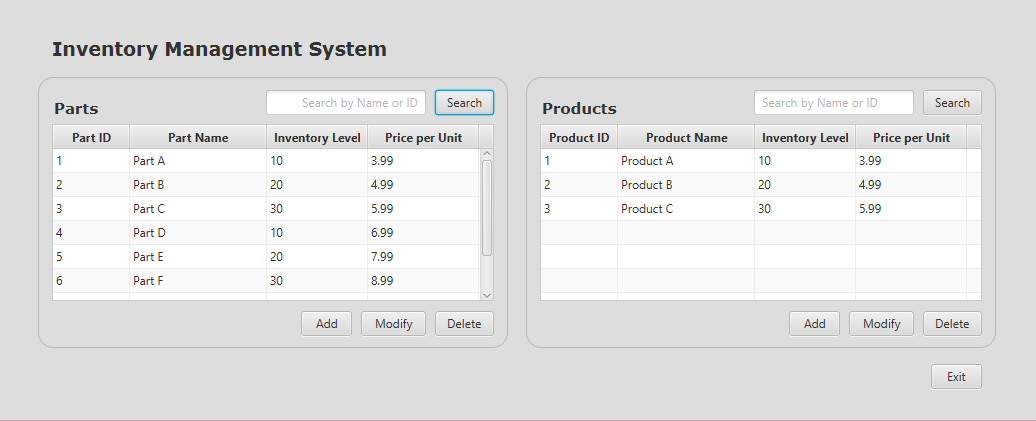 Inventory Management System
Parts
Search by Name or ID
Search
Part ID Part Name Inventory Level Price per Unit
1 Part A 10 3.99
2 Part B 20 4.99
3 Part C 30 5.99
4 Part D 10 6.99
5 Part E 20 7.99
6 Part F 30 8.99
Add Modify Delete
Products
Search by Name or ID
Search
Product ID Product Name Inventory Level Price per Unit
1 Product A 10 3.99
2 Product B 20 4.99
3 Product C 30 5.99
Add Modify Delete
Exit